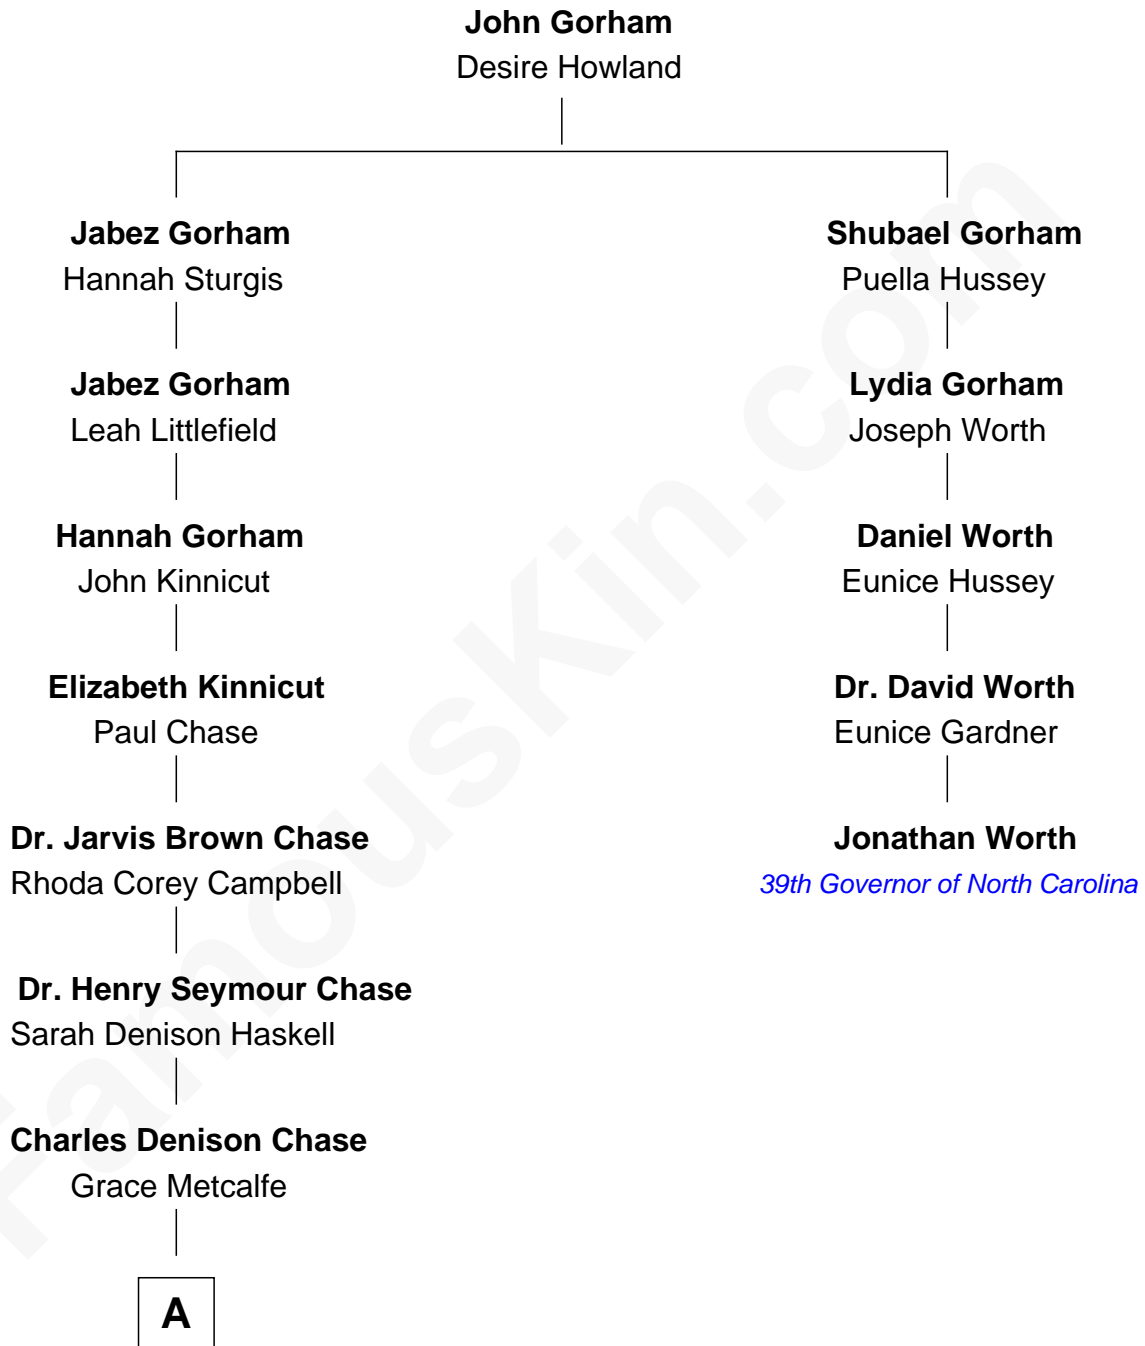 John Gorham
Desire Howland
Jabez Gorham
Hannah Sturgis
Shubael Gorham
Puella Hussey
Jabez Gorham
Leah Littlefield
Lydia Gorham
Joseph Worth
Hannah Gorham
John Kinnicut
Daniel Worth
Eunice Hussey
Elizabeth Kinnicut
Paul Chase
Dr. David Worth
Eunice Gardner
Dr. Jarvis Brown Chase
Rhoda Corey Campbell
Jonathan Worth
39th Governor of North Carolina
Dr. Henry Seymour Chase
Sarah Denison Haskell
Charles Denison Chase
Grace Metcalfe
A
FamousKin.com